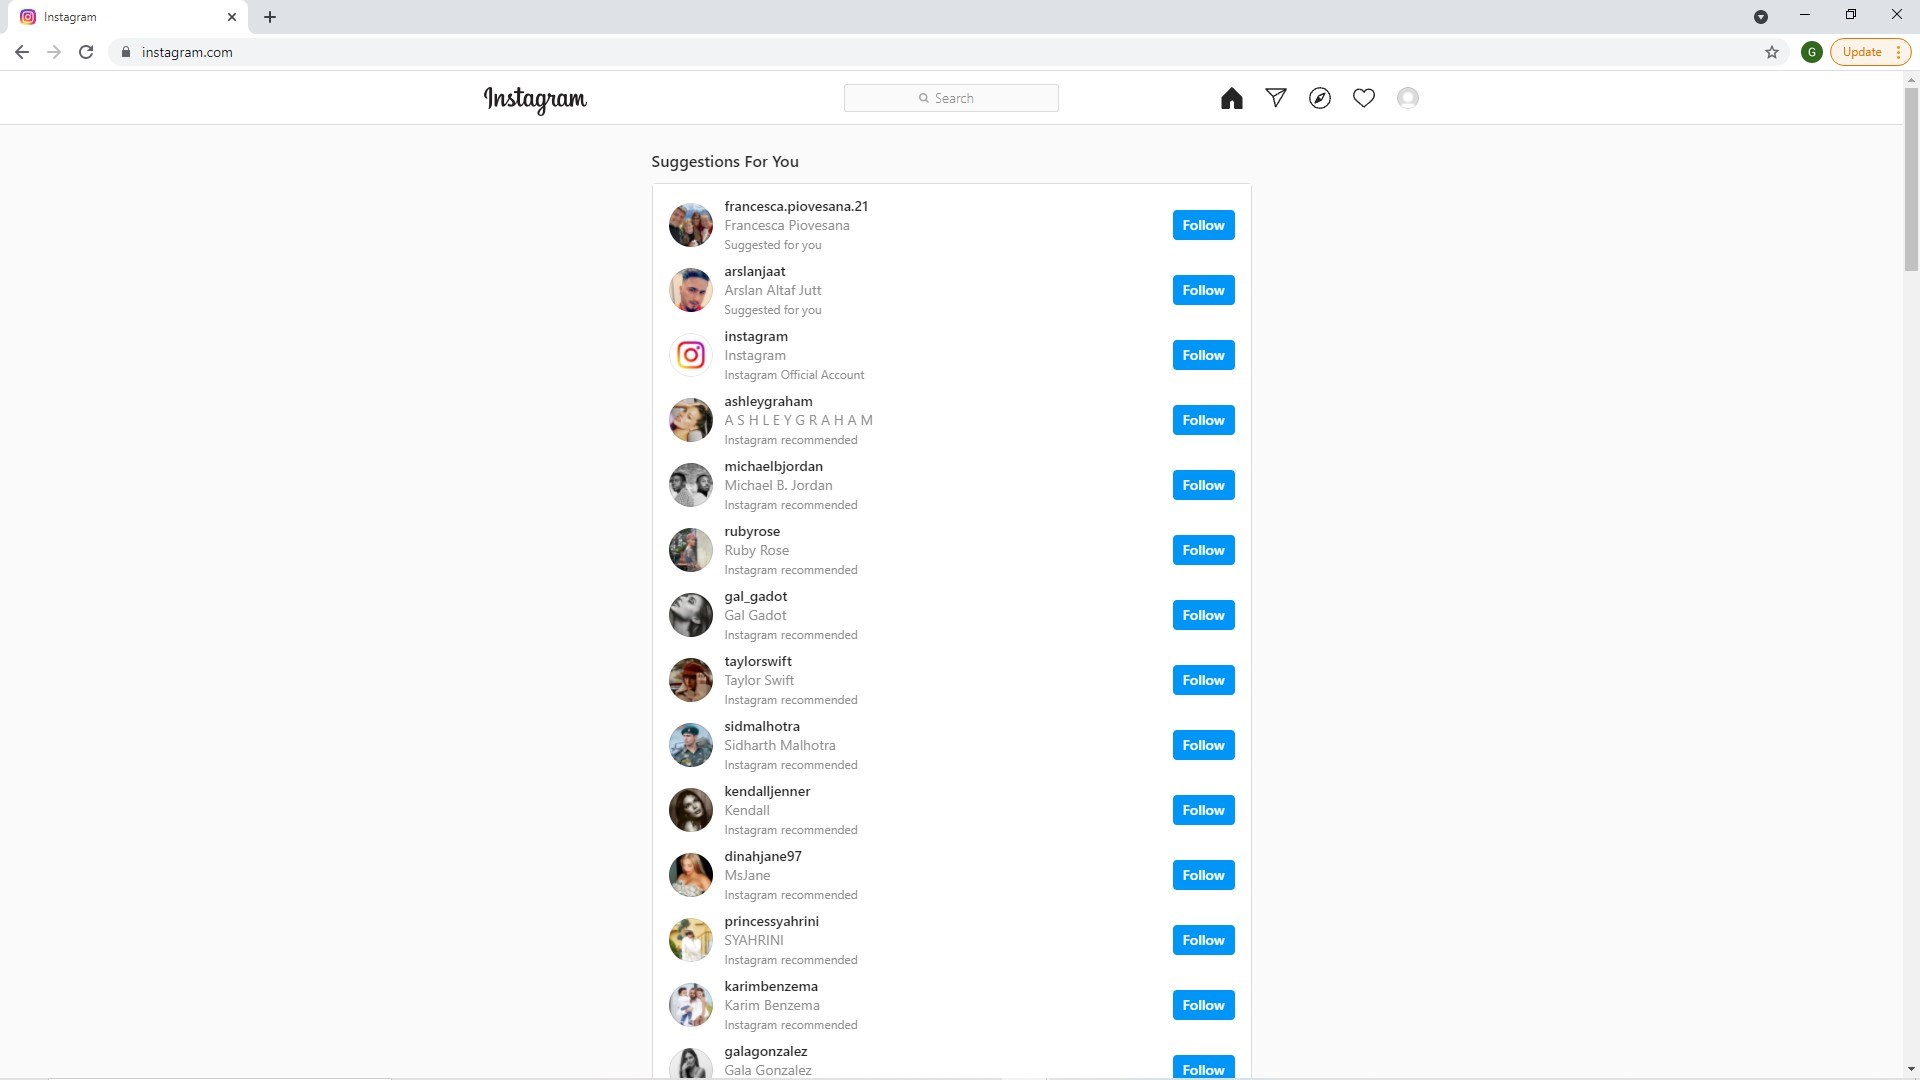 Instagram
instagram.com
G
Update
Instagram
Search
Suggestions For You
francesca.piovesana.21
Francesca Piovesana
Suggested for you
Follow
arslanjaat
Arslan Altaf Jutt
Suggested for you
Follow
instagram
Instagram
Instagram Official Account
Follow
ashleygraham
A S H L E Y G R A H A M
Instagram recommended
Follow
michaelbjordan
Michael B. Jordan
Instagram recommended
Follow
rubyrose
Ruby Rose
Instagram recommended
Follow
gal_gadot
Gal Gadot
Instagram recommended
Follow
taylorswift
Taylor Swift
Instagram recommended
Follow
sidmalhotra
Sidharth Malhotra
Instagram recommended
Follow
kendalljenner
Kendall
Instagram recommended
Follow
dinahjane97
MsJane
Instagram recommended
Follow
princessyahrini
SYAHRINI
Instagram recommended
Follow
karimbenzema
Karim Benzema
Instagram recommended
Follow
galagonzalez
Gala Gonzalez
Follow